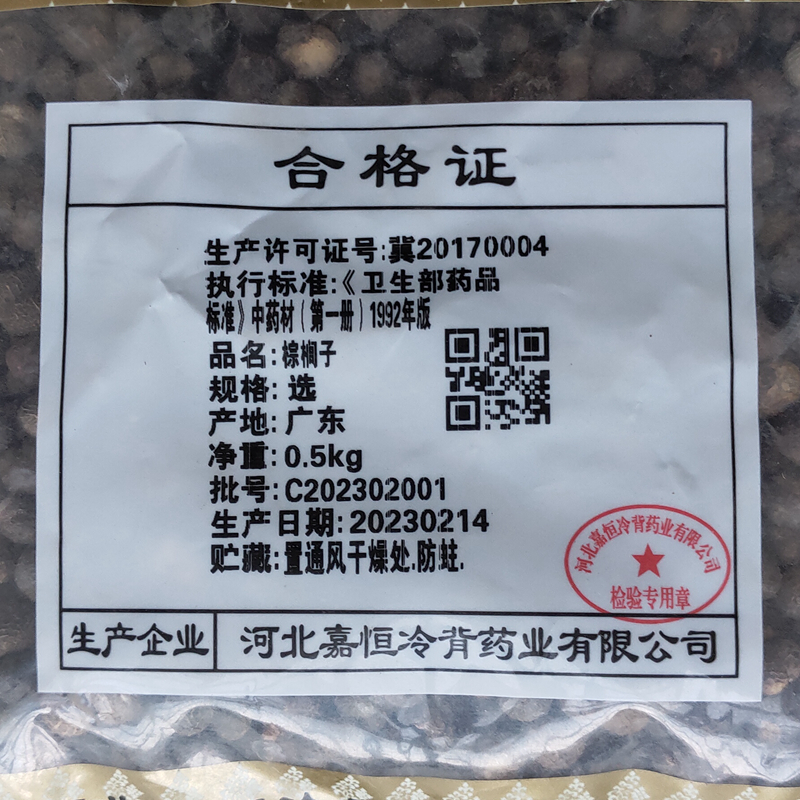 合格证
生产许可证号:冀20170004
执行标准:《卫生部药品
标准》中药材(第一册)1992年版
品名:棕榈子
规格:选
产地:广东
净重:0.5kg
批号:C202302001
生产日期:20230214
贮藏:置通风干燥处.防蛀.
河北嘉恒冷背药业有限公司
检验专用章
生产企业 河北嘉恒冷背药业有限公司